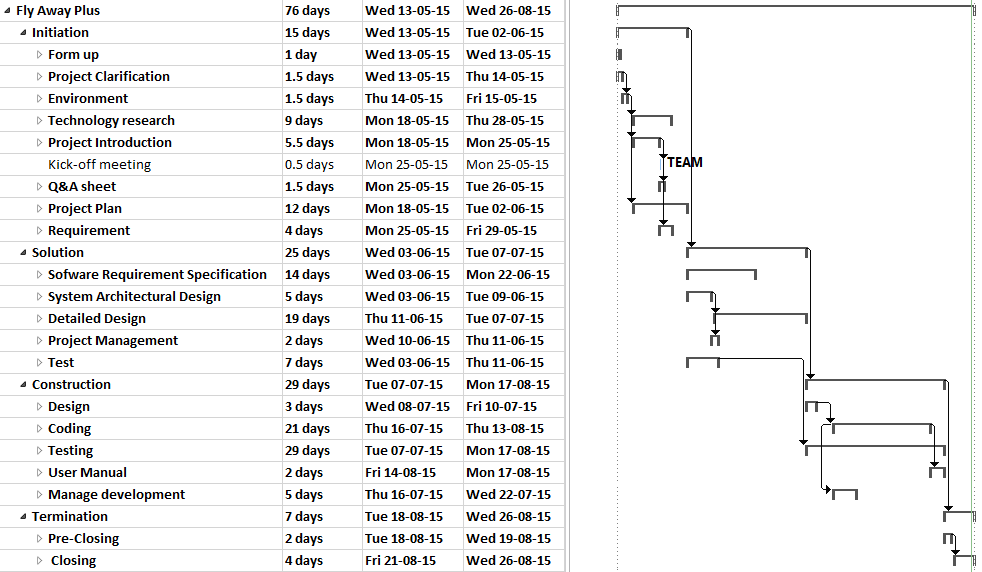 Fly Away Plus 76 days Wed 13-05-15 Wed 26-08-15
Initiation 15 days Wed 13-05-15 Tue 02-06-15
Form up 1 day Wed 13-05-15 Wed 13-05-15
Project Clarification 1.5 days Wed 13-05-15 Thu 14-05-15
Environment 1.5 days Thu 14-05-15 Fri 15-05-15
Technology research 9 days Mon 18-05-15 Thu 28-05-15
Project Introduction 5.5 days Mon 18-05-15 Mon 25-05-15
Kick-off meeting 0.5 days Mon 25-05-15 Mon 25-05-15 TEAM
Q&A sheet 1.5 days Mon 25-05-15 Tue 26-05-15
Project Plan 12 days Mon 18-05-15 Tue 02-06-15
Requirement 4 days Mon 25-05-15 Fri 29-05-15
Solution 25 days Wed 03-06-15 Tue 07-07-15
Sofware Requirement Specification 14 days Wed 03-06-15 Mon 22-06-15
System Architectural Design 5 days Wed 03-06-15 Tue 09-06-15
Detailed Design 19 days Thu 11-06-15 Tue 07-07-15
Project Management 2 days Wed 10-06-15 Thu 11-06-15
Test 7 days Wed 03-06-15 Thu 11-06-15
Construction 29 days Tue 07-07-15 Mon 17-08-15
Design 3 days Wed 08-07-15 Fri 10-07-15
Coding 21 days Thu 16-07-15 Thu 13-08-15
Testing 29 days Tue 07-07-15 Mon 17-08-15
User Manual 2 days Fri 14-08-15 Mon 17-08-15
Manage development 5 days Thu 16-07-15 Wed 22-07-15
Termination 7 days Tue 18-08-15 Wed 26-08-15
Pre-Closing 2 days Tue 18-08-15 Wed 19-08-15
Closing 4 days Fri 21-08-15 Wed 26-08-15